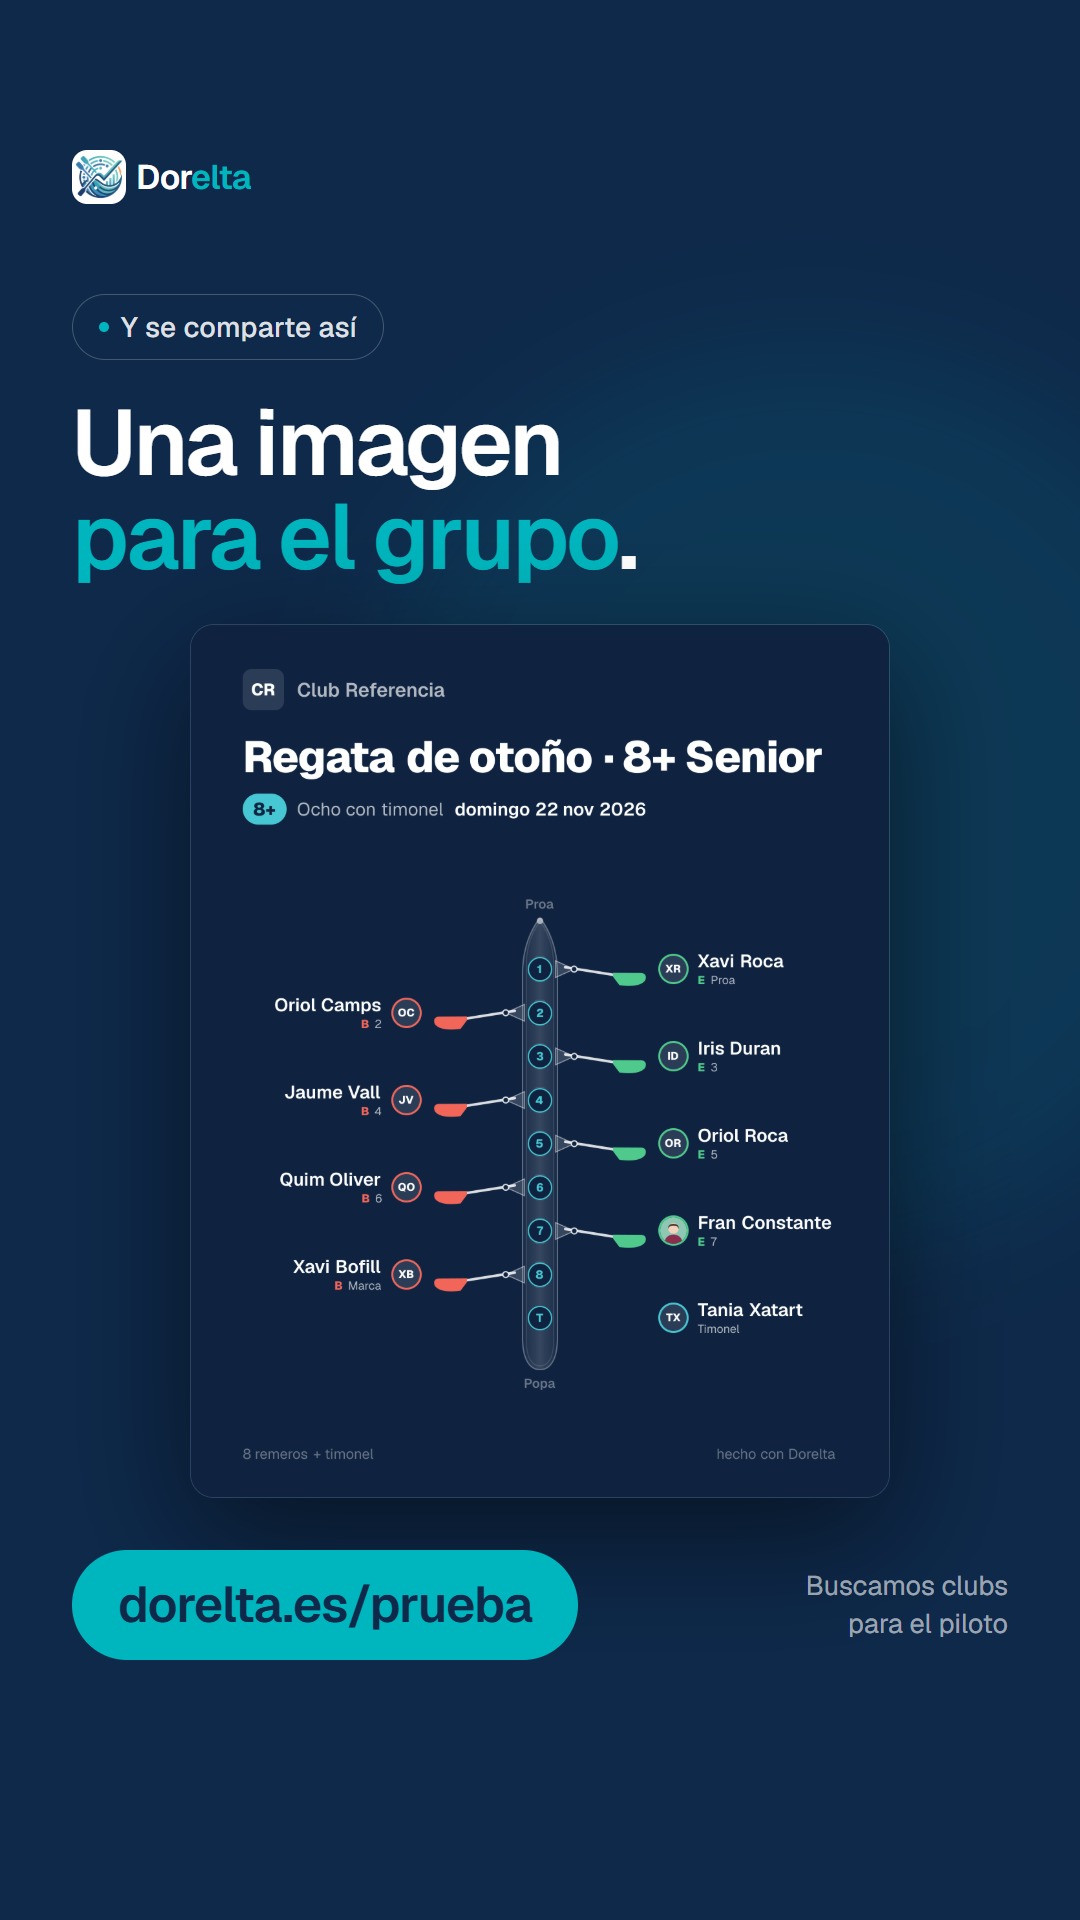 Dorelta
Y se comparte así
Una imagen
para el grupo.
CR Club Referencia
Regata de otoño · 8+ Senior
8+ Ocho con timonel domingo 22 nov 2026
Proa
1 XR Xavi Roca
E Proa
Oriol Camps OC 2
B 2
3 ID Iris Duran
E 3
Jaume Vall JV 4
B 4
5 OR Oriol Roca
E 5
Quim Oliver QO 6
B 6
7 Fran Constante
E 7
Xavi Bofill XB 8
B Marca
T TX Tania Xatart
Timonel
Popa
8 remeros + timonel hecho con Dorelta
dorelta.es/prueba
Buscamos clubs
para el piloto